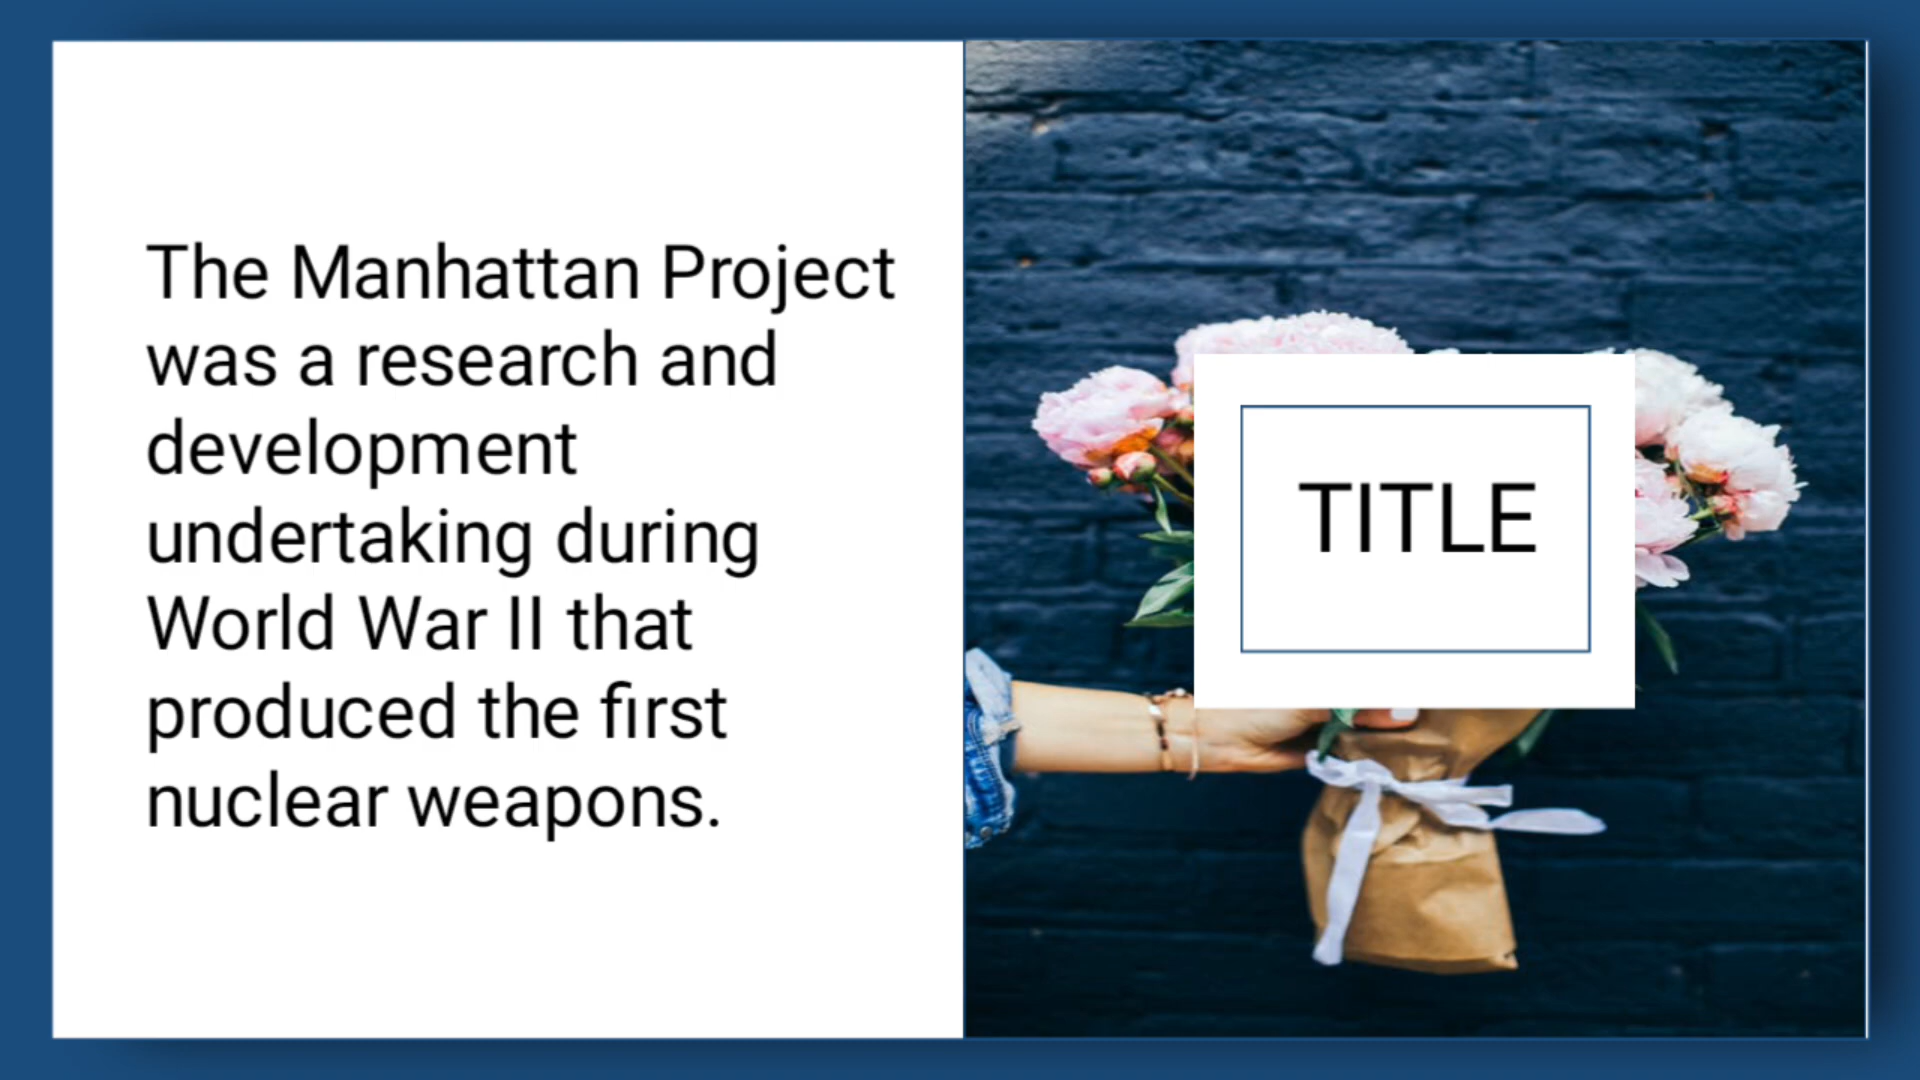 The Manhattan Project
was a research and
development
undertaking during
World War II that
produced the first
nuclear weapons.
TITLE